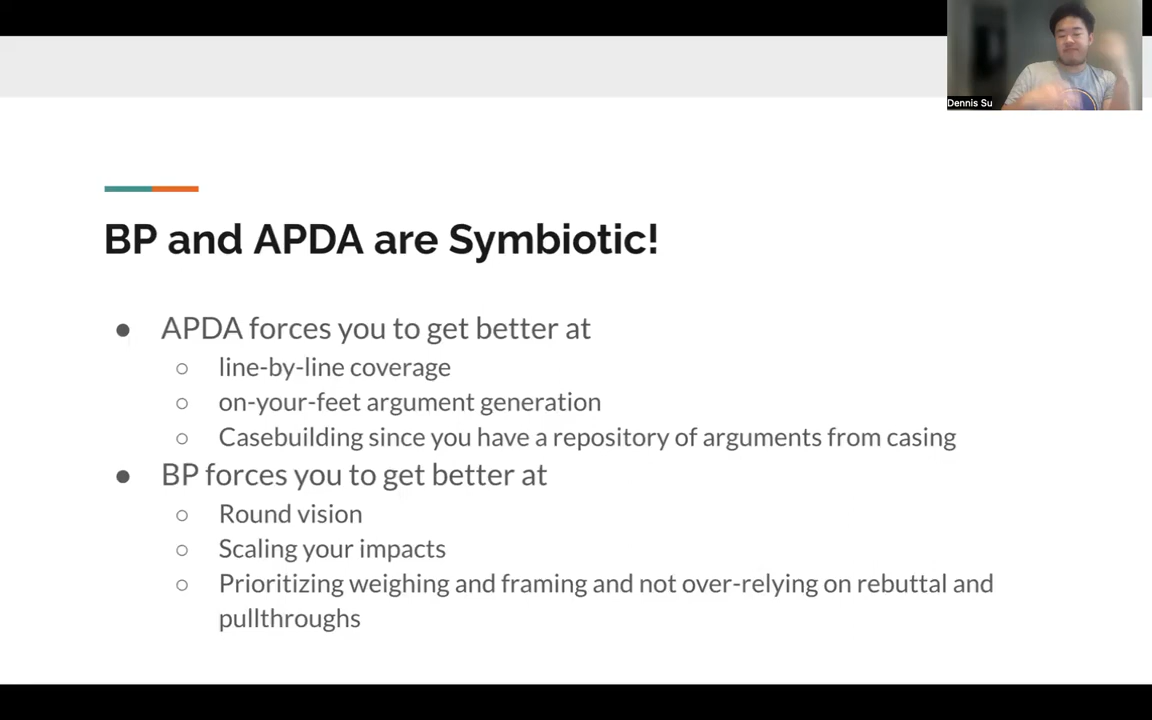 Dennis Su
BP and APDA are Symbiotic!
● APDA forces you to get better at
○ line-by-line coverage
○ on-your-feet argument generation
○ Casebuilding since you have a repository of arguments from casing
● BP forces you to get better at
○ Round vision
○ Scaling your impacts
○ Prioritizing weighing and framing and not over-relying on rebuttal and
pullthroughs